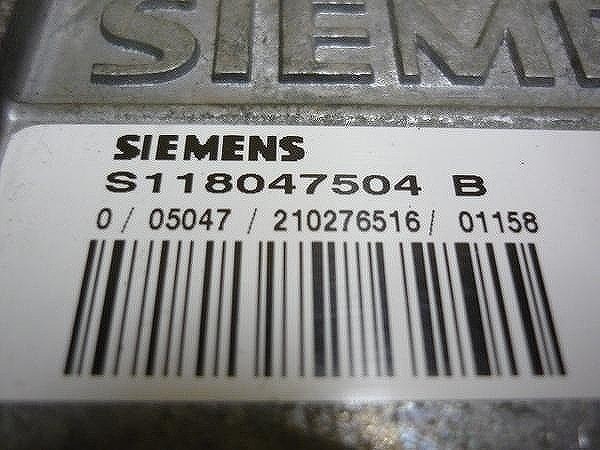 SIEMENS
SIEMENS
S118047504 B
0 / 05047 / 210276516 / 01158